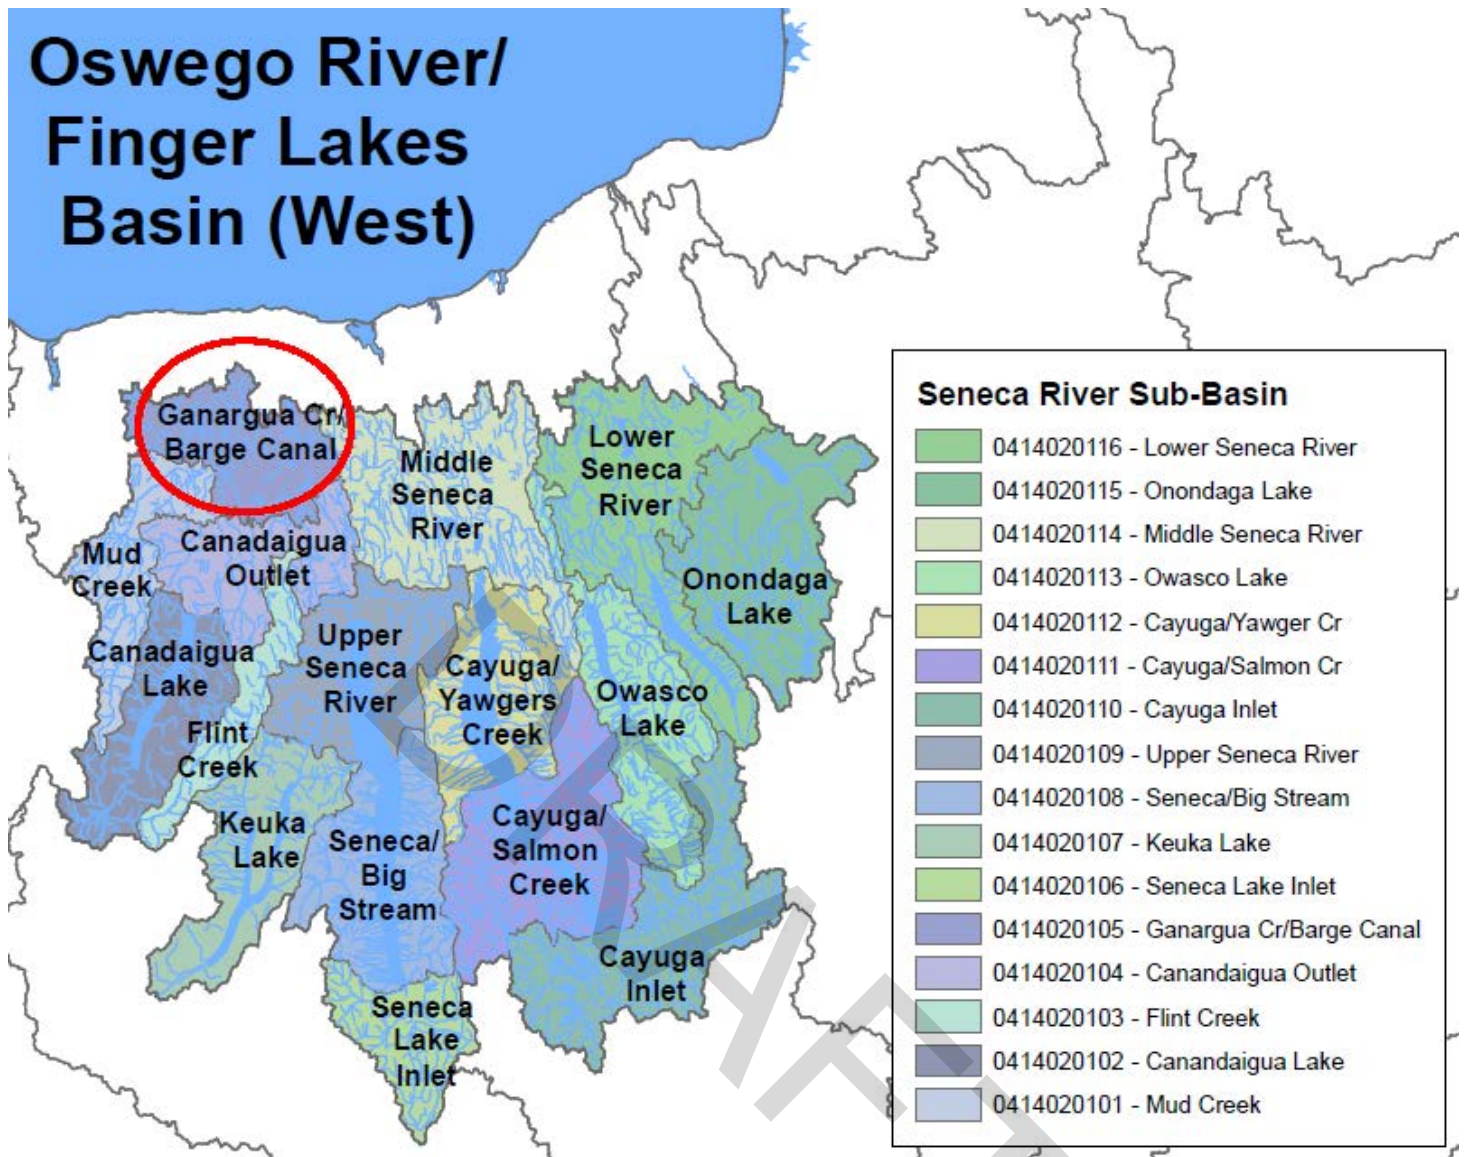 Oswego River/
Finger Lakes
Basin (West)
Ganargua Cr/
Barge Canal
Middle
Seneca
River
Lower
Seneca
River
Mud
Creek
Canadaigua
Outlet
Onondaga
Lake
Canadaigua
Lake
Upper
Seneca
River
Cayuga/
Yawgers
Creek
Owasco
Lake
Flint
Creek
Keuka
Lake
Seneca/
Big
Stream
Cayuga/
Salmon
Creek
Cayuga
Inlet
Seneca
Lake
Inlet
Seneca River Sub-Basin
0414020116 - Lower Seneca River
0414020115 - Onondaga Lake
0414020114 - Middle Seneca River
0414020113 - Owasco Lake
0414020112 - Cayuga/Yawger Cr
0414020111 - Cayuga/Salmon Cr
0414020110 - Cayuga Inlet
0414020109 - Upper Seneca River
0414020108 - Seneca/Big Stream
0414020107 - Keuka Lake
0414020106 - Seneca Lake Inlet
0414020105 - Ganargua Cr/Barge Canal
0414020104 - Canandaigua Outlet
0414020103 - Flint Creek
0414020102 - Canandaigua Lake
0414020101 - Mud Creek
DRAFT